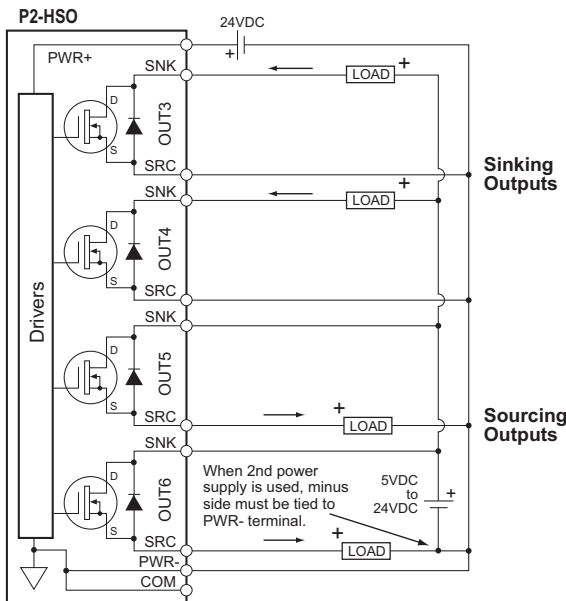 P2-HSO
24VDC
+
PWR+
SNK
LOAD
+
D
S
OUT3
SRC
Sinking
Outputs
SNK
LOAD
+
D
S
OUT4
SRC
Drivers
SNK
D
S
OUT5
SRC
+
LOAD
Sourcing
Outputs
SNK
When 2nd power
supply is used, minus
side must be tied to
PWR- terminal.
5VDC
to
24VDC
+
D
S
OUT6
SRC
+
LOAD
PWR-
COM